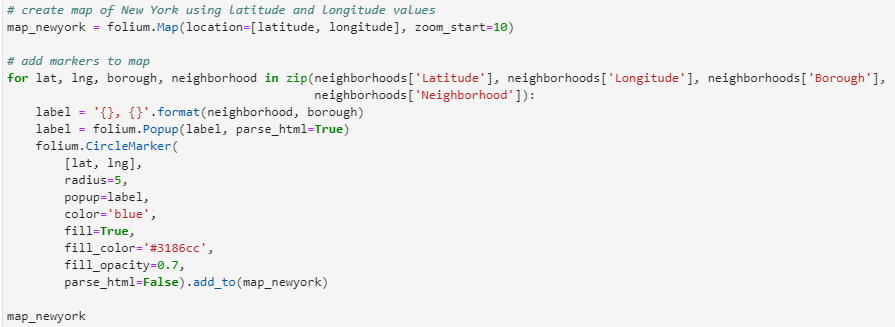 # create map of New York using latitude and longitude values
map_newyork = folium.Map(location=[latitude, longitude], zoom_start=10)

# add markers to map
for lat, lng, borough, neighborhood in zip(neighborhoods['Latitude'], neighborhoods['Longitude'], neighborhoods['Borough'],
                                           neighborhoods['Neighborhood']):
    label = '{}, {}'.format(neighborhood, borough)
    label = folium.Popup(label, parse_html=True)
    folium.CircleMarker(
        [lat, lng],
        radius=5,
        popup=label,
        color='blue',
        fill=True,
        fill_color='#3186cc',
        fill_opacity=0.7,
        parse_html=False).add_to(map_newyork)

map_newyork